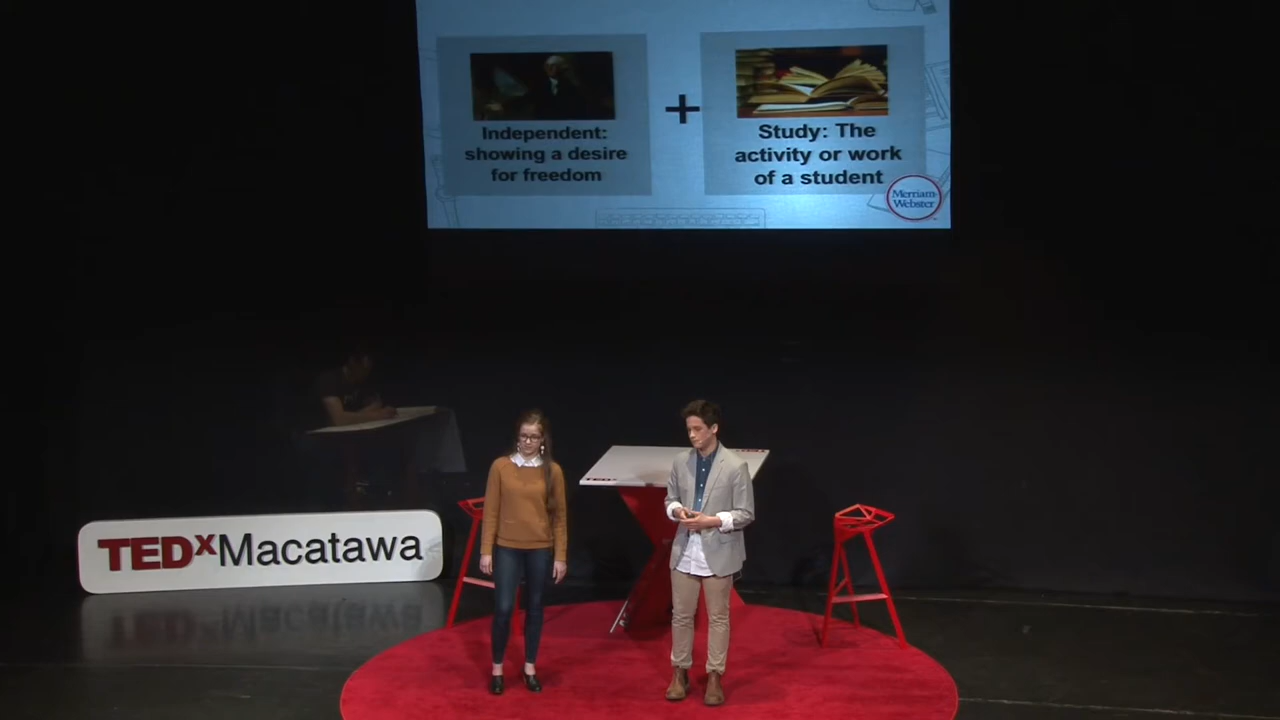 Independent:
showing a desire
for freedom
+
Study: The
activity or work
of a student
Merriam-
Webster
TEDxMacatawa